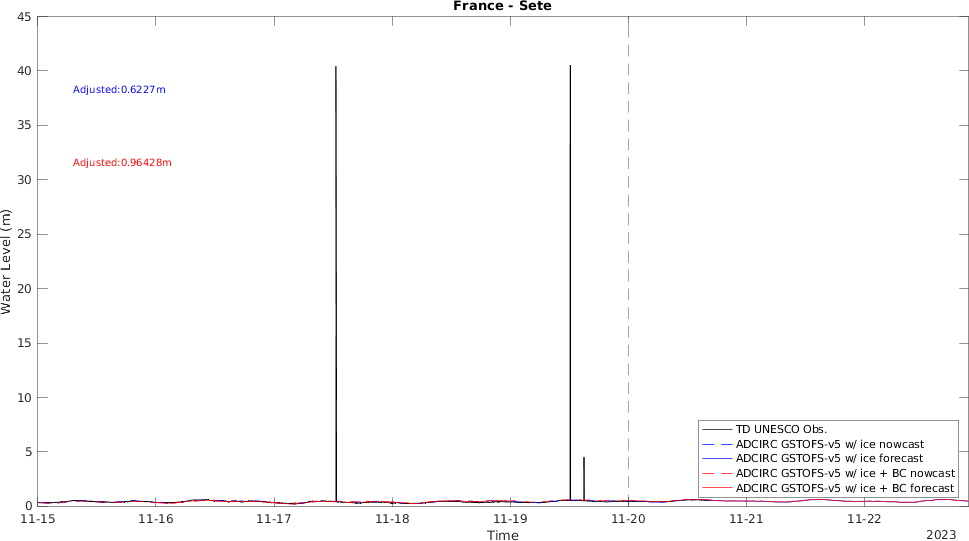 France - Sete
45
40
35
30
25
20
15
10
5
0
Water Level (m)
Adjusted:0.6227m
Adjusted:0.96428m
TD UNESCO Obs.
ADCIRC GSTOFS-v5 w/ ice nowcast
ADCIRC GSTOFS-v5 w/ ice forecast
ADCIRC GSTOFS-v5 w/ ice + BC nowcast
ADCIRC GSTOFS-v5 w/ ice + BC forecast
11-15 11-16 11-17 11-18 11-19 11-20 11-21 11-22
Time
2023